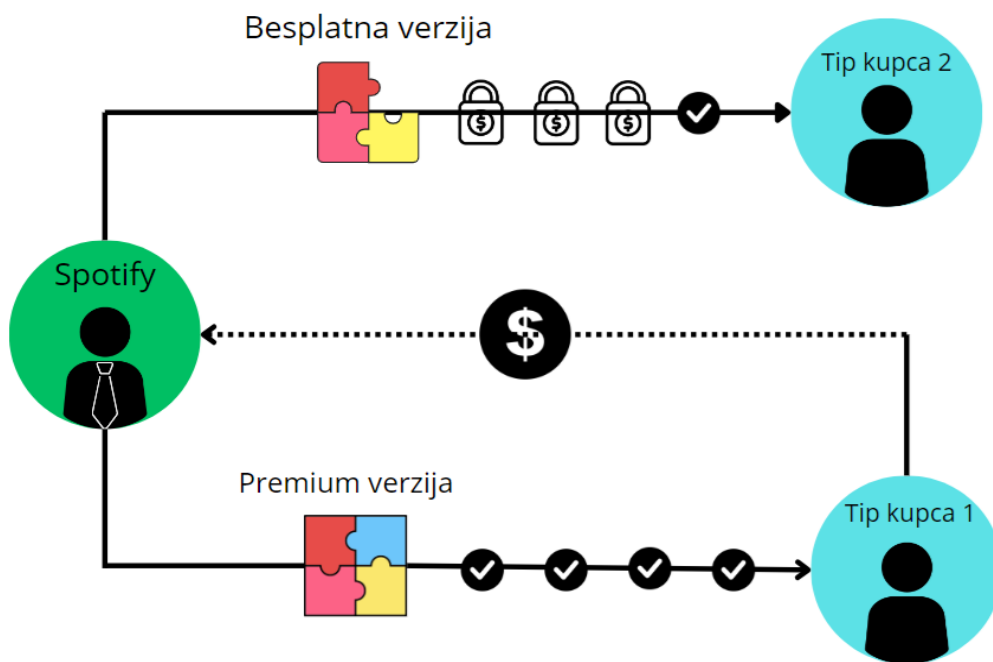 Besplatna verzija
Tip kupca 2
$ $ $
Spotify
$
Premium verzija
Tip kupca 1